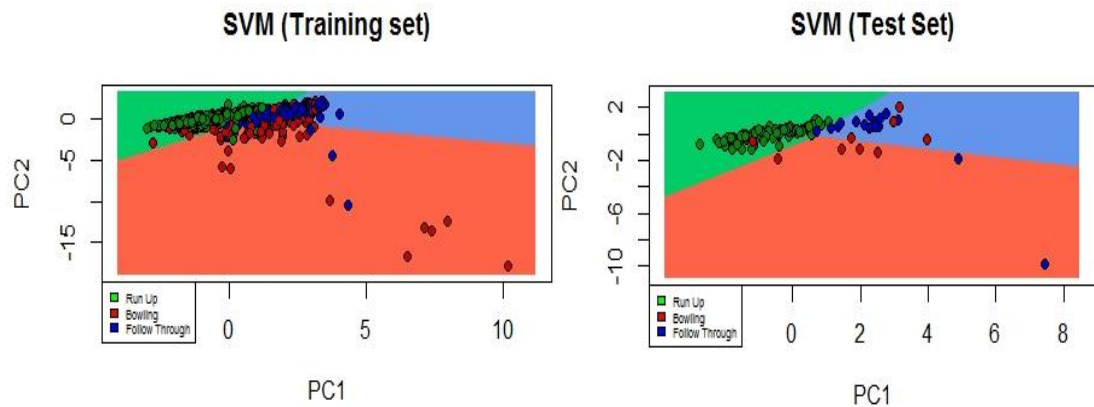 SVM (Training set)
PC2
0
-5
-15
0
5
10
PC1
Run Up
Bowling
Follow Through
SVM (Test Set)
PC2
2
-2
-6
-10
0
2
4
6
8
PC1
Run Up
Bowling
Follow Through